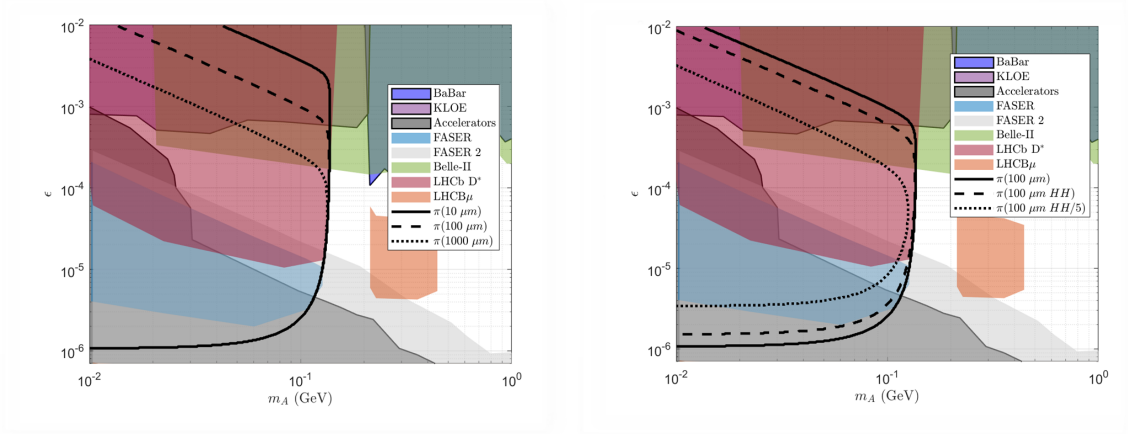 10^-2
10^-3
10^-4
10^-5
10^-6
ϵ
BaBar
KLOE
Accelerators
FASER
FASER 2
Belle-II
LHCb D*
LHCBμ
π(10 μm)
π(100 μm)
π(1000 μm)
10^-2
10^-1
10^0
m_A (GeV)
10^-2
10^-3
10^-4
10^-5
10^-6
ϵ
BaBar
KLOE
Accelerators
FASER
FASER 2
Belle-II
LHCb D*
LHCBμ
π(100 μm)
π(100 μm HH)
π(100 μm HH/5)
10^-2
10^-1
10^0
m_A (GeV)